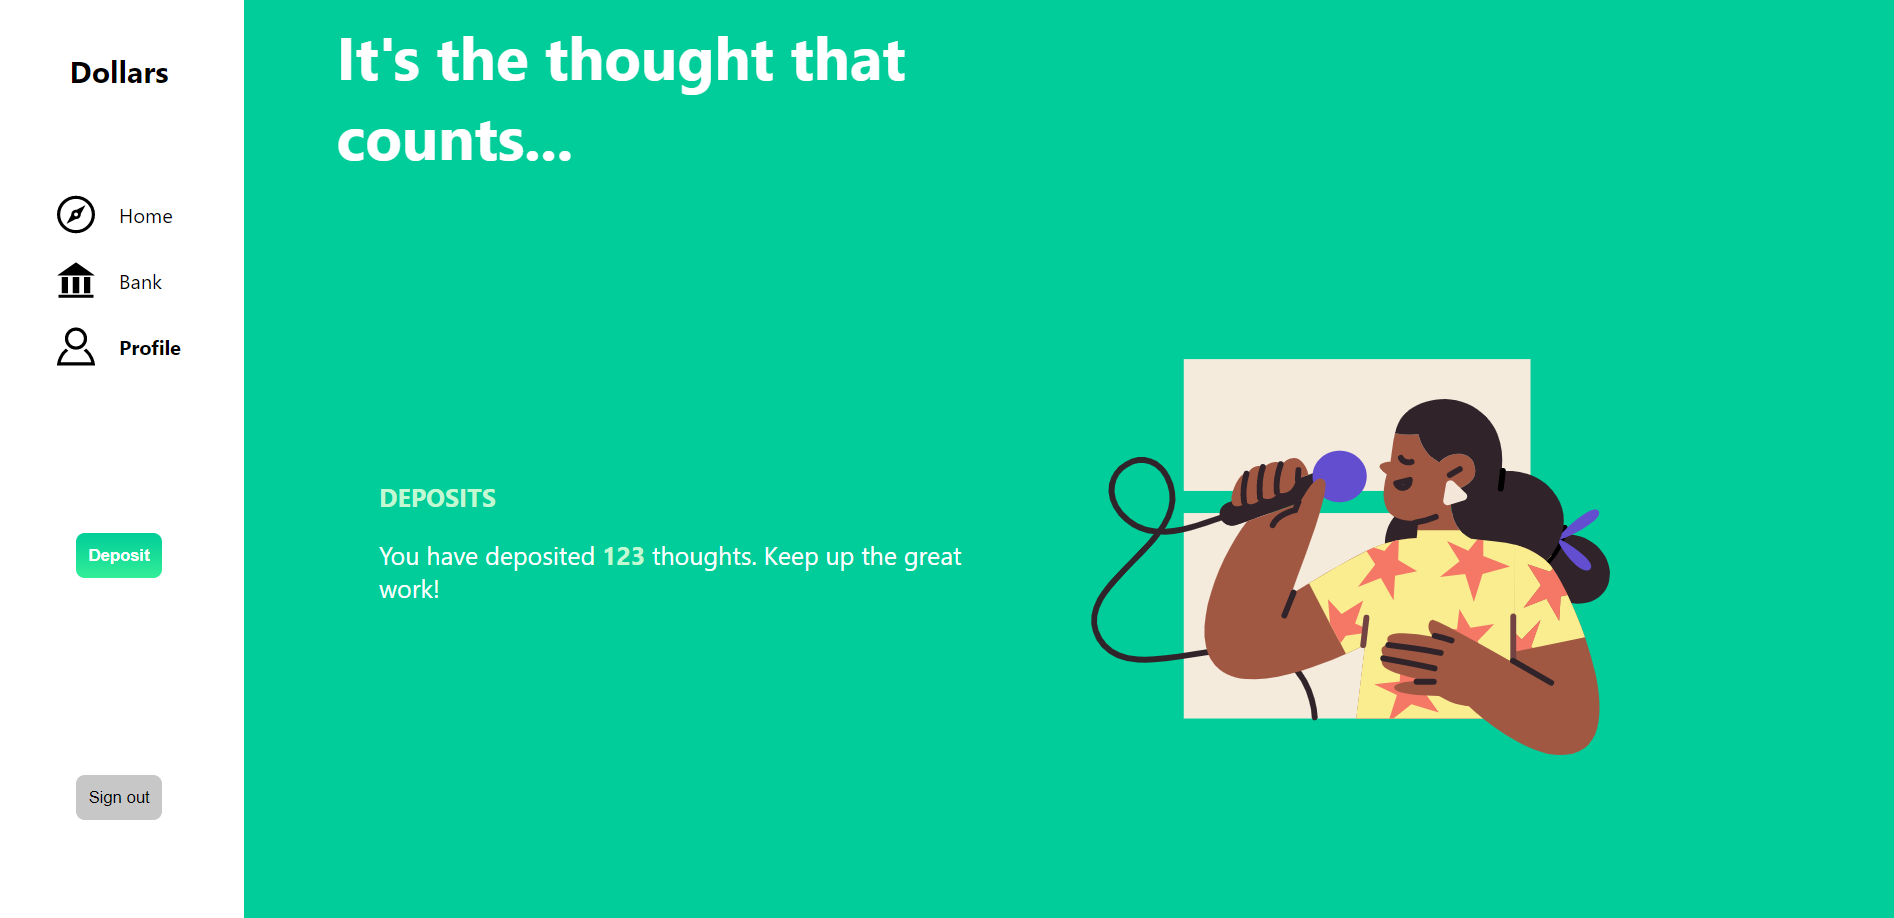 Dollars
Home
Bank
Profile
Deposit
Sign out
It's the thought that
counts...
DEPOSITS
You have deposited 123 thoughts. Keep up the great
work!